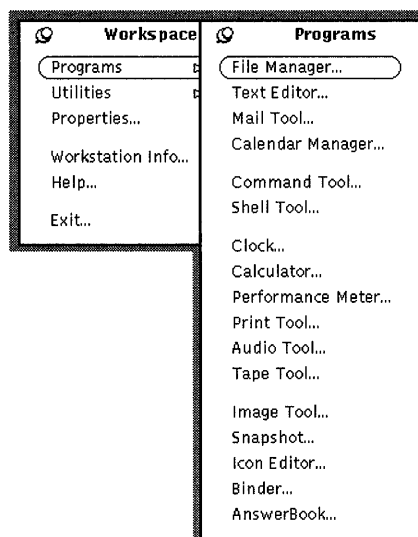 Workspace
Programs
Utilities
Properties...
Workstation Info...
Help...
Exit...
Programs
File Manager...
Text Editor...
Mail Tool...
Calendar Manager...
Command Tool...
Shell Tool...
Clock...
Calculator...
Performance Meter...
Print Tool...
Audio Tool...
Tape Tool...
Image Tool...
Snapshot...
Icon Editor...
Binder...
AnswerBook...